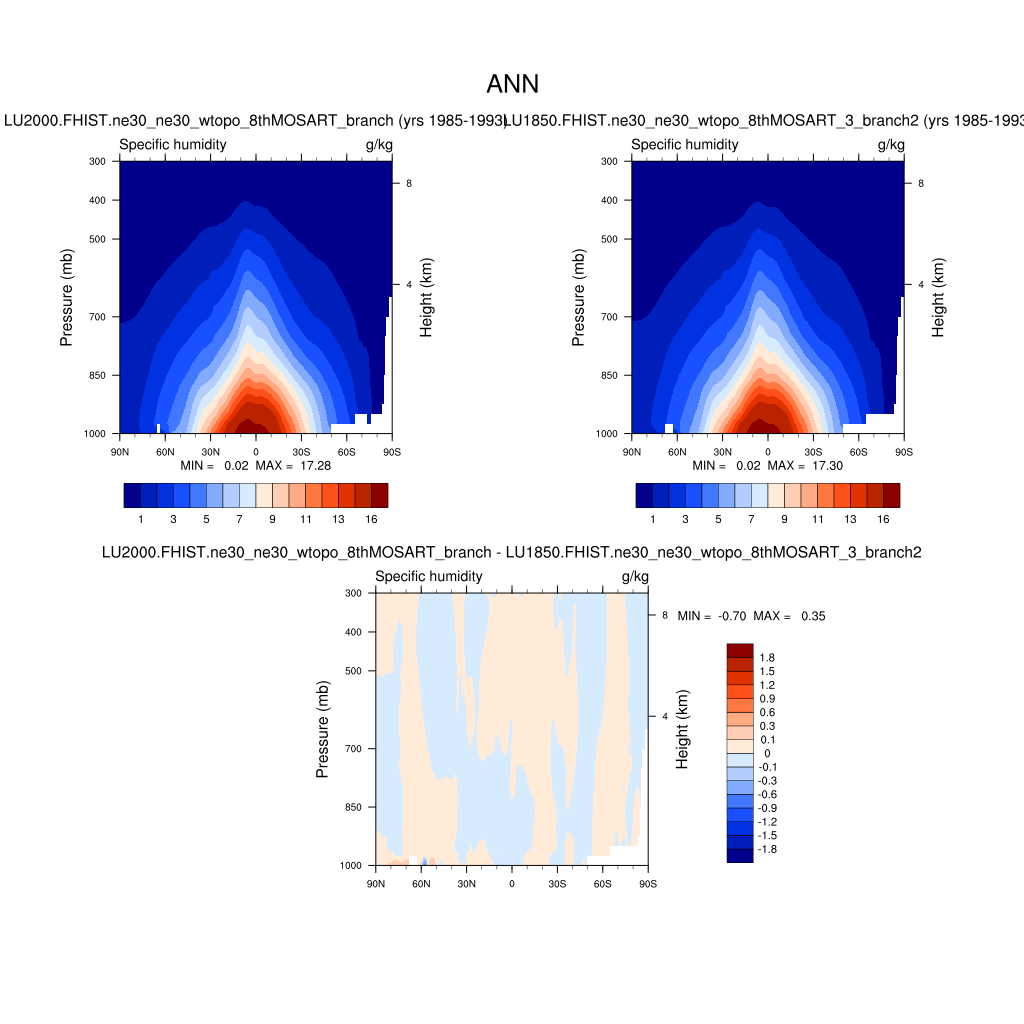 ANN
LU2000.FHIST.ne30_ne30_wtopo_8thMOSART_branch (yrs 1985-1993)
LU1850.FHIST.ne30_ne30_wtopo_8thMOSART_3_branch2 (yrs 1985-1993
Specific humidity g/kg
300
400
500
700
850
1000
Pressure (mb)
8
4
Height (km)
90N 60N 30N 0 30S 60S 90S
MIN = 0.02 MAX = 17.28
1 3 5 7 9 11 13 16
Specific humidity g/kg
300
400
500
700
850
1000
Pressure (mb)
8
4
Height (km)
90N 60N 30N 0 30S 60S 90S
MIN = 0.02 MAX = 17.30
1 3 5 7 9 11 13 16
LU2000.FHIST.ne30_ne30_wtopo_8thMOSART_branch - LU1850.FHIST.ne30_ne30_wtopo_8thMOSART_3_branch2
Specific humidity g/kg
300
400
500
700
850
1000
Pressure (mb)
8
4
Height (km)
90N 60N 30N 0 30S 60S 90S
MIN = -0.70 MAX = 0.35
1.8
1.5
1.2
0.9
0.6
0.3
0.1
0
-0.1
-0.3
-0.6
-0.9
-1.2
-1.5
-1.8